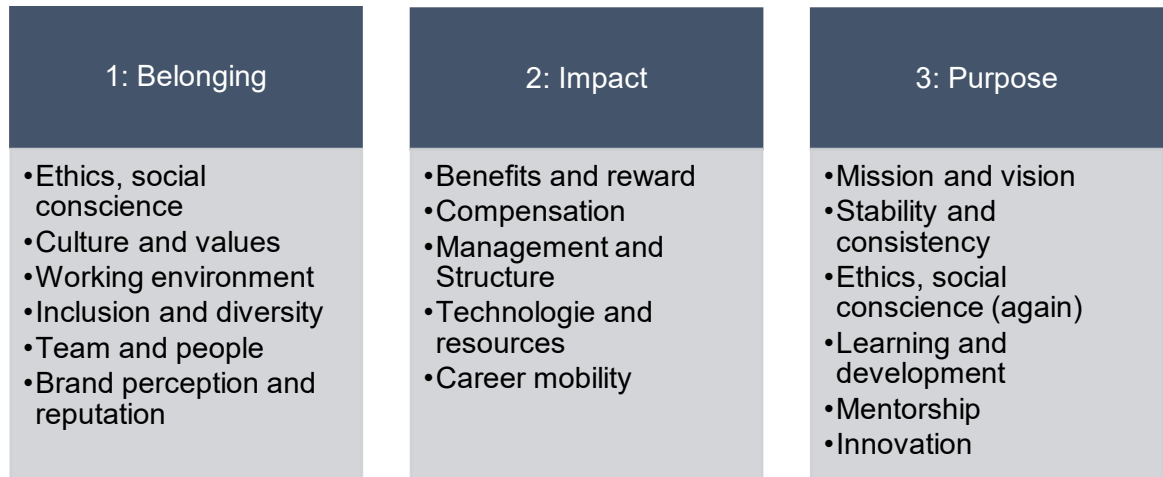 1: Belonging
•Ethics, social
conscience
•Culture and values
•Working environment
•Inclusion and diversity
•Team and people
•Brand perception and
reputation
2: Impact
•Benefits and reward
•Compensation
•Management and
Structure
•Technologie and
resources
•Career mobility
3: Purpose
•Mission and vision
•Stability and
consistency
•Ethics, social
conscience (again)
•Learning and
development
•Mentorship
•Innovation